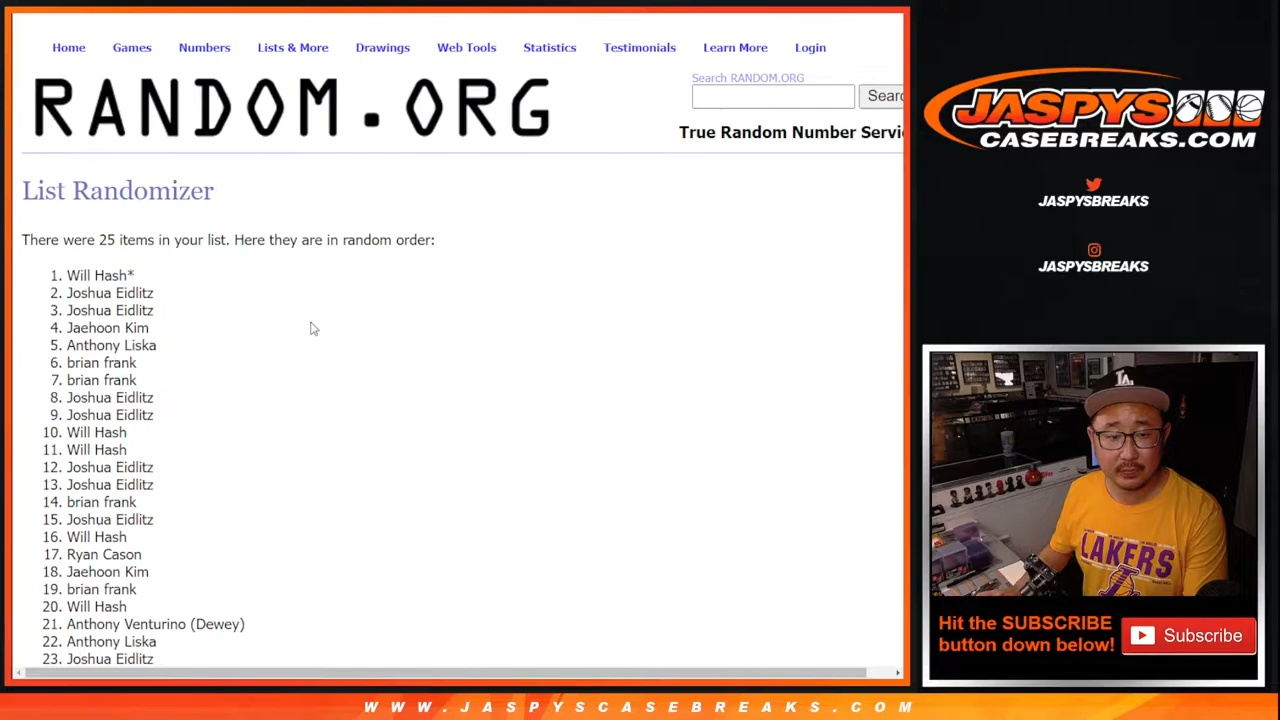 Home Games Numbers Lists & More Drawings Web Tools Statistics Testimonials Learn More Login
RANDOM.ORG
Search RANDOM.ORG
Searc
True Random Number Servi
List Randomizer
There were 25 items in your list. Here they are in random order:
1. Will Hash*
2. Joshua Eidlitz
3. Joshua Eidlitz
4. Jaehoon Kim
5. Anthony Liska
6. brian frank
7. brian frank
8. Joshua Eidlitz
9. Joshua Eidlitz
10. Will Hash
11. Will Hash
12. Joshua Eidlitz
13. Joshua Eidlitz
14. brian frank
15. Joshua Eidlitz
16. Will Hash
17. Ryan Cason
18. Jaehoon Kim
19. brian frank
20. Will Hash
21. Anthony Venturino (Dewey)
22. Anthony Liska
23. Joshua Eidlitz
JASPYS
CASEBREAKS.COM
JASPYSBREAKS
JASPYSBREAKS
LA
LAKERS
Hit the SUBSCRIBE
button down below!
Subscribe
WWW.JASPYSCASEBREAKS.COM